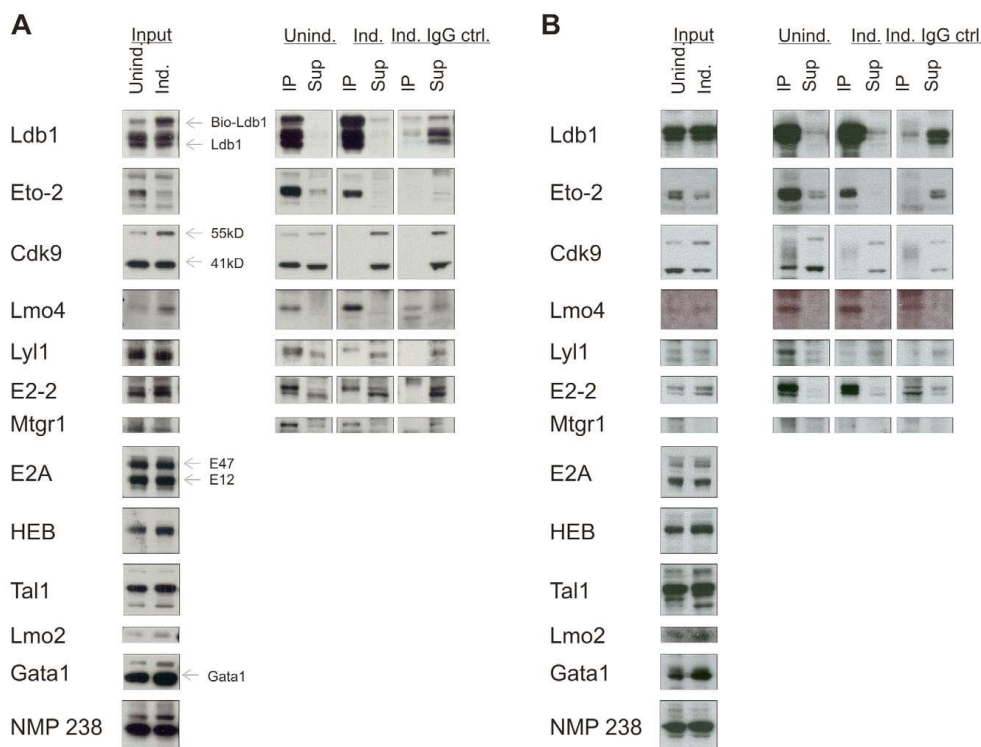 A
Input
Unind.
Ind.
Unind.
Ind.
Ind. IgG ctrl.
IP
Sup
IP
Sup
IP
Sup
Ldb1
Bio-Ldb1
Ldb1
Eto-2
Cdk9
55kD
41kD
Lmo4
Lyl1
E2-2
Mtgr1
E2A
E47
E12
HEB
Tal1
Lmo2
Gata1
Gata1
NMP 238
B
Input
Unind.
Ind.
Unind.
Ind.
Ind. IgG ctrl
IP
Sup
IP
Sup
IP
Sup
Ldb1
Eto-2
Cdk9
Lmo4
Lyl1
E2-2
Mtgr1
E2A
HEB
Tal1
Lmo2
Gata1
NMP 238